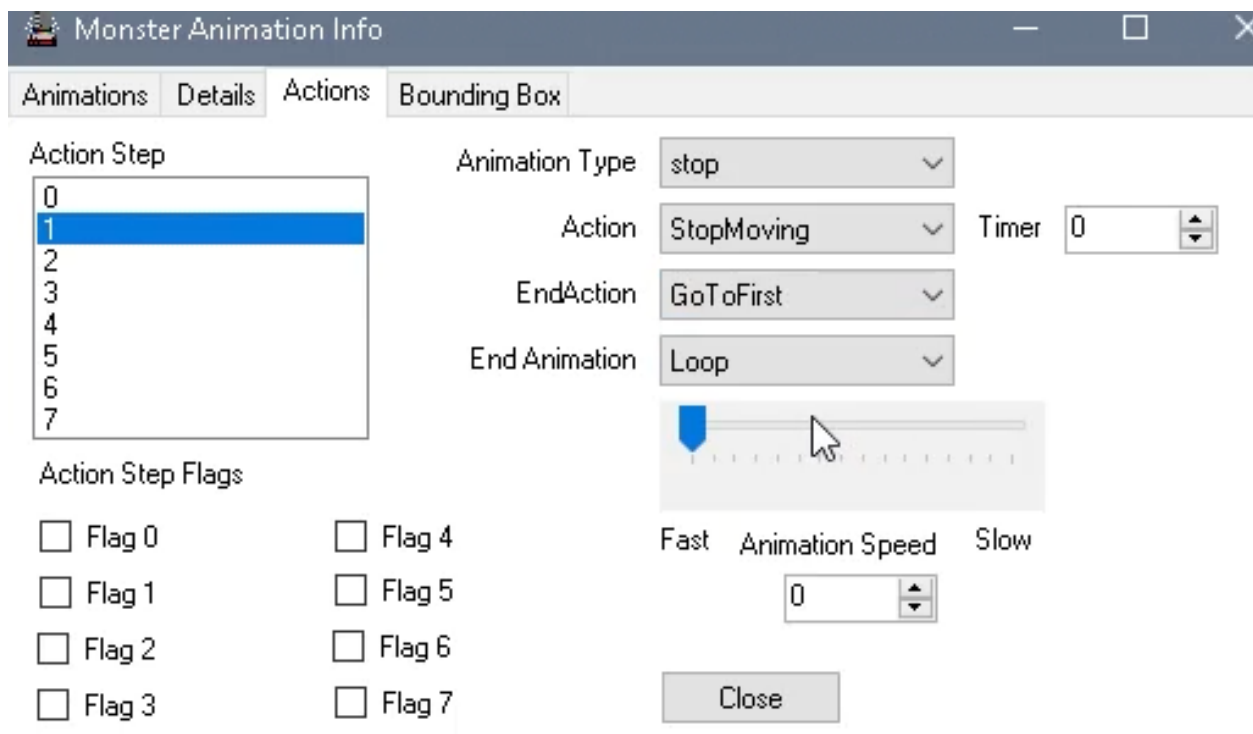 Monster Animation Info
Animations Details Actions Bounding Box
Action Step
0
1
2
3
4
5
6
7
Animation Type stop
Action StopMoving Timer 0
EndAction GoToFirst
End Animation Loop
Fast Animation Speed Slow
0
Action Step Flags
Flag 0 Flag 4
Flag 1 Flag 5
Flag 2 Flag 6
Flag 3 Flag 7
Close